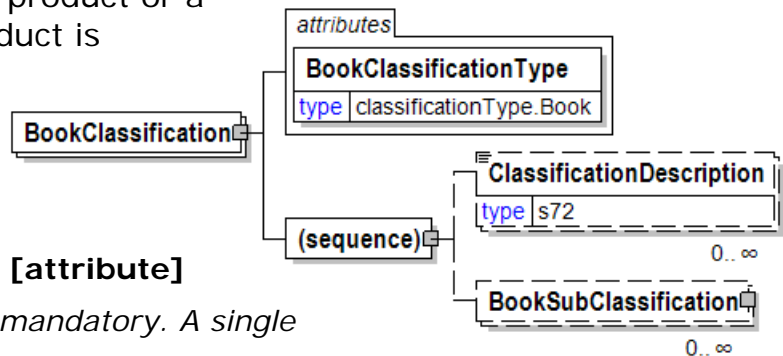 product or a
duct is
attributes
BookClassificationType
type classificationType.Book
BookClassification
ClassificationDescription
type s72
0.. ∞
(sequence)
[attribute]
BookSubClassification
mandatory. A single
0.. ∞